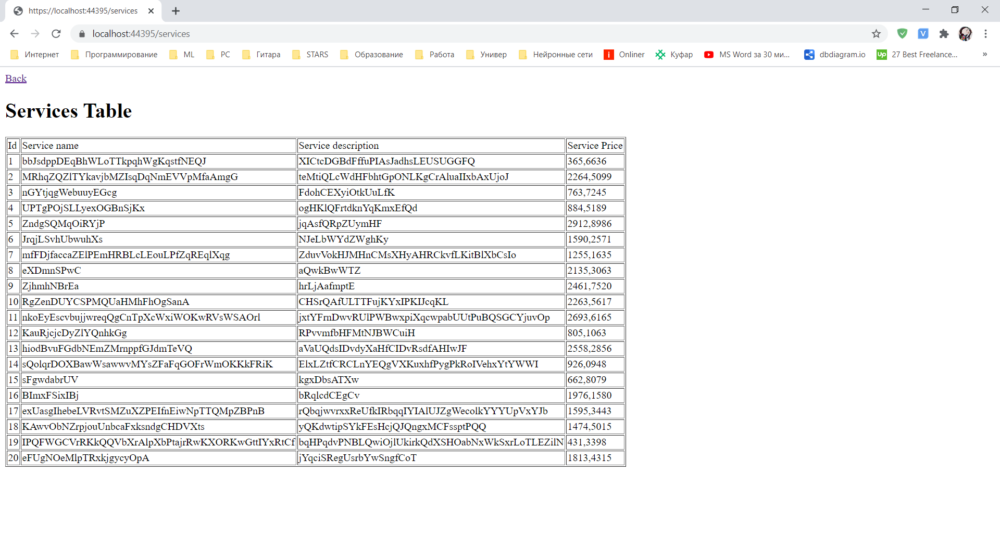 https://localhost:44395/services
localhost:44395/services
Интернет Программирование ML PC Гитара STARS Образование Работа Универ Нейронные сети Onliner Куфар MS Word за 30 ми... dbdiagram.io 27 Best Freelance... »
Back
Services Table
Id Service name Service description Service Price
1 bbJsdppDEqBhWLoTTkpqhWgKqstfNEQJ XICtcDGBdFffuPIAsJadhsLEUSUGGFQ 365,6636
2 MRhqZQZlTYkavjbMZIsqDqNmEVVpMfaAmgG teMtiQLcWdHFbhtGpONLKgCrAluaIIxbAxUjoJ 2264,5099
3 nGYtjqgWebuuyEGcg FdohCEXyiOtkUuLfK 763,7245
4 UPTgPOjSLLyexOGBnSjKx ogHKlQFrtdknYqKmxEfQd 884,5189
5 ZndgSQMqOiRYjP jqAsfQRpZUymHF 2912,8986
6 JrqjLSvhUbwuhXs NJeLbWYdZWghKy 1590,2571
7 mfFDjfaccaZElPEmHRBLcLEouLPfZqREqlXqg ZduvVokHJMHnCMsXHyAHRCkvfLKitBlXbCsIo 1255,1635
8 eXDmnSPwC aQwkBwWTZ 2135,3063
9 ZjhmhNBrEa hrLjAafmptE 2461,7520
10 RgZenDUYCSPMQUaHMhFhOgSanA CHSrQAfULTTFujKYxIPKIJcqKL 2263,5617
11 nkoEyEscvbujjwreqQgCnTpXcWxiWOKwRVsWSAOrl jxtYFrnDwvRUlPWBwxpiXqcwpabUUtPuBQSGCYjuvOp 2693,6165
12 KauRjcjcDyZlYQnhkGg RPvvmfbHFMtNJBWCuiH 805,1063
13 hiodBvuFGdbNEmZMrnppfGJdmTeVQ aVaUQdsIDvdyXaHfCIDvRsdfAHIwJF 2558,2856
14 sQolqrDOXBawWsawwvMYsZFaFqGOFrWmOKKkFRiK ElxLZtfCRCLnYEQgVXKuxhfPygPkRoIVehxYtYWWI 926,0948
15 sFgwdabrUV kgxDbsATXw 662,8079
16 BImxFSixIBj bRqlcdCEgCv 1976,1580
17 exUasgIhebeLVRvtSMZuXZPEIfnEiwNpTTQMpZBPnB rQbqjwvrxxReUfkIRbqqIYIAlUJZgWecolkYYYUpVxYJb 1595,3443
18 KAwvObNZrpjouUnbcaFxksndgCHDVXts yQKdwtipSYkFEsHcjQJQngxMCFssptPQQ 1474,5015
19 IPQFWGCVrRKkQQVbXrAlpXbPtajrRwKXORKwGttIYxRtCf bqHPqdvPNBLQwiOjlUkirkQdXSHOabNxWkSxrLoTLEZilN 431,3398
20 eFUgNOeMlpTRxkjgycyOpA jYqciSRegUsrbYwSngfCoT 1813,4315